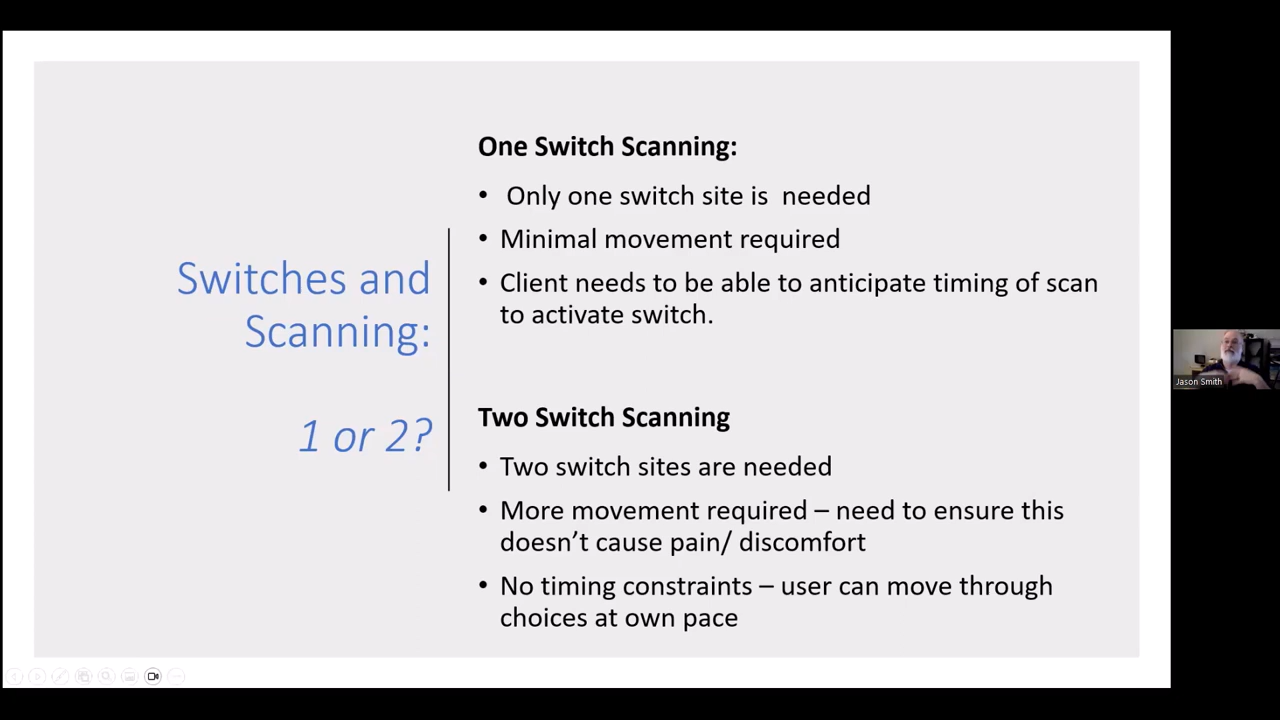 Switches and
Scanning:
1 or 2?
One Switch Scanning:
• Only one switch site is needed
• Minimal movement required
• Client needs to be able to anticipate timing of scan
to activate switch.
Two Switch Scanning
• Two switch sites are needed
• More movement required – need to ensure this
doesn’t cause pain/ discomfort
• No timing constraints – user can move through
choices at own pace
Jason Smith